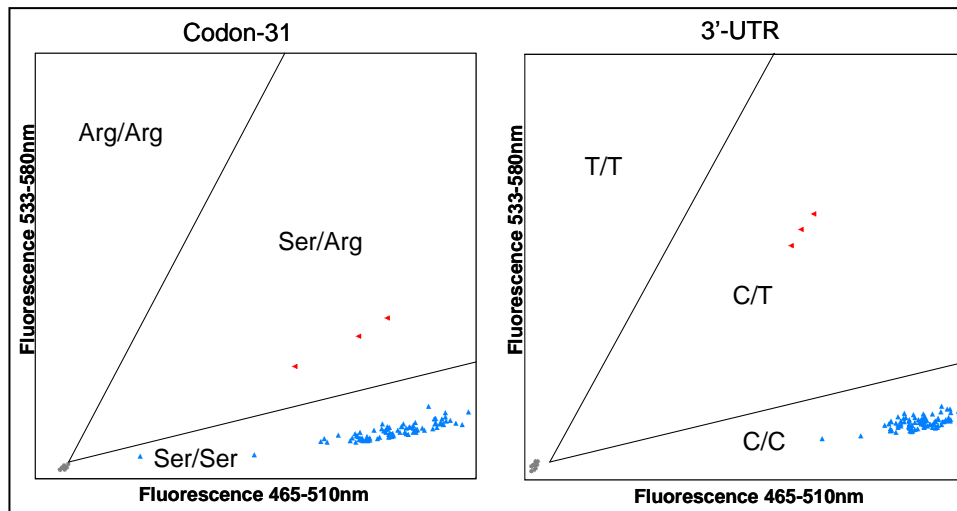 Codon-31
Fluorescence 533-580nm
Arg/Arg
Ser/Arg
Ser/Ser
Fluorescence 465-510nm
3'-UTR
Fluorescence 533-580nm
T/T
C/T
C/C
Fluorescence 465-510nm